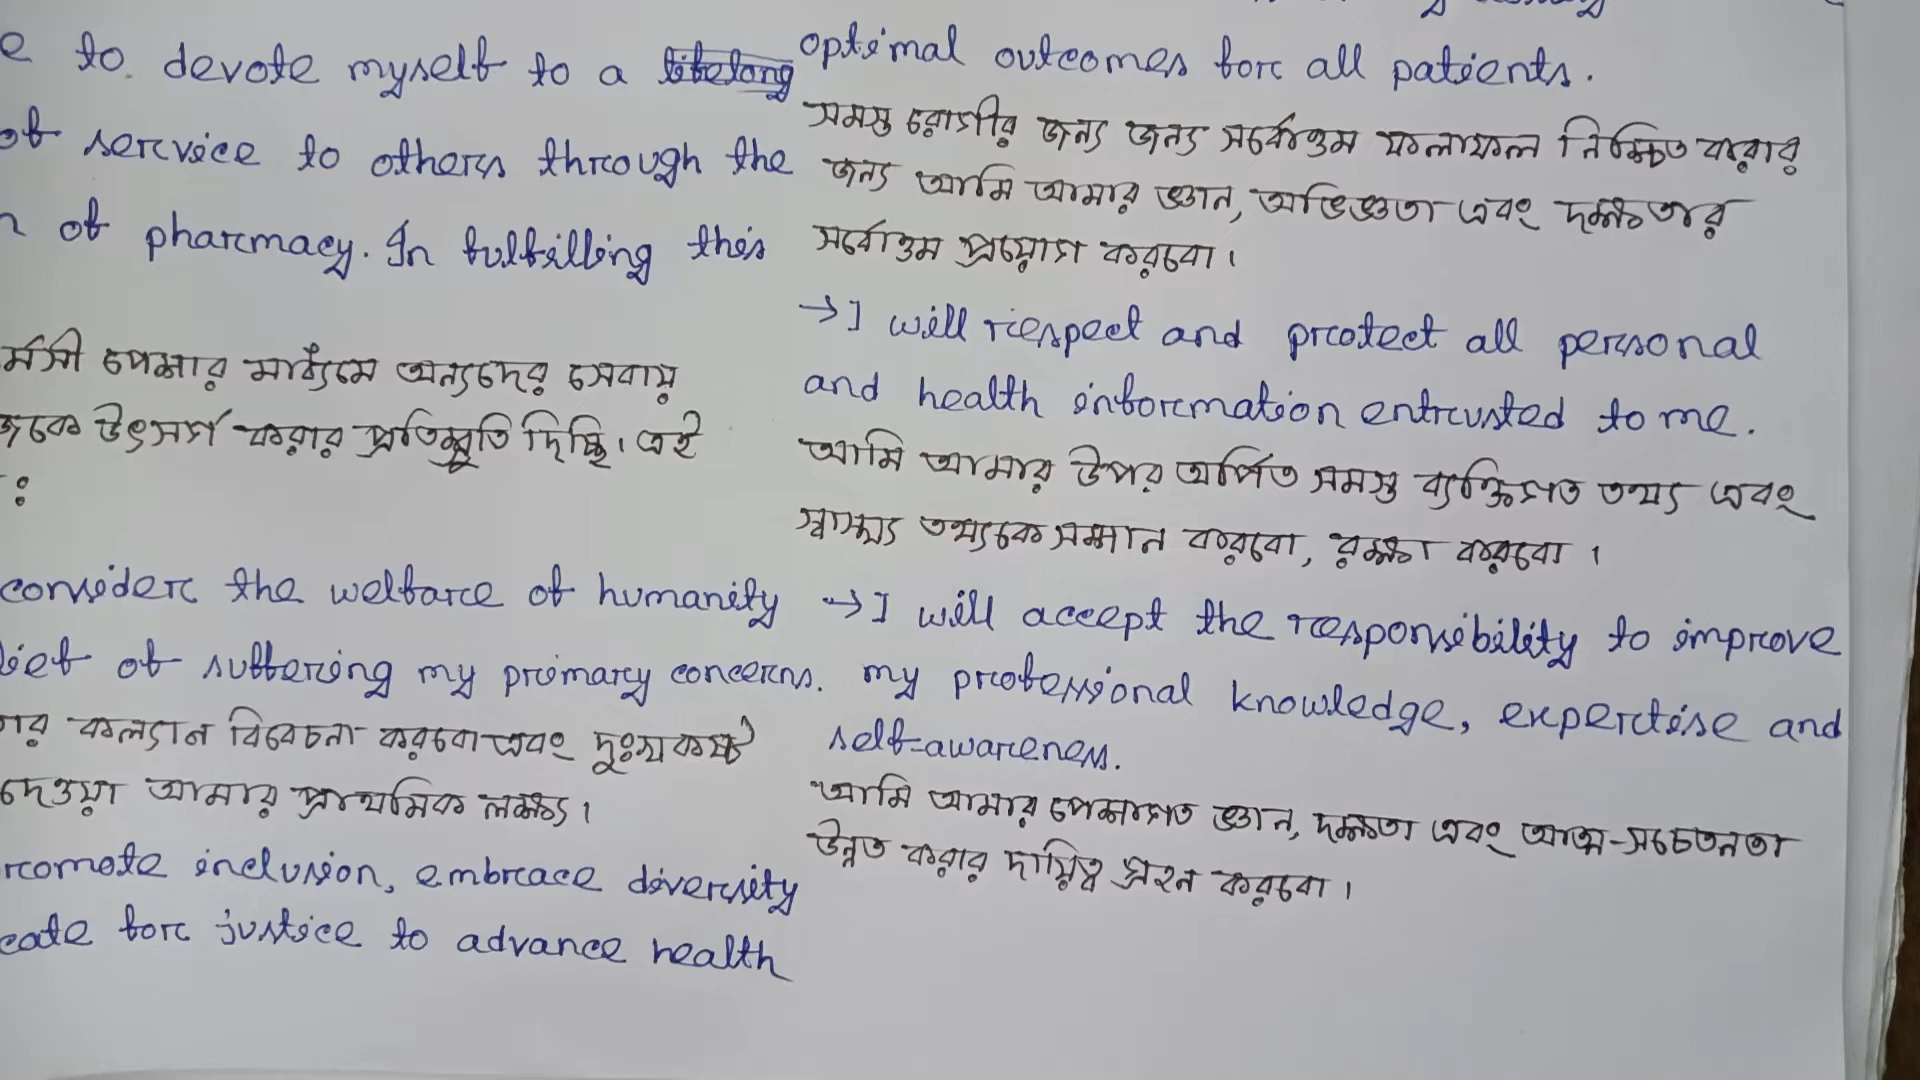 to devote myself to a lifelong
of service to others through the
of pharmacy. In fulfilling this
র্মসী পেশার মাধ্যমে অন্যদের সেবায়
জেকে উৎসর্গ করার প্রতিশ্রুতি দিচ্ছি। এই
:
consider the welfare of humanity
lief of suffering my primary concerns.
তার কল্যান বিবেচনা করবো এবং দুঃখকষ্ট
দেওয়া আমার প্রাথমিক লক্ষ্য।
romote inclusion, embrace diversity
cate for justice to advance health
optimal outcomes for all patients.
সমস্ত রোগীর জন্য জন্য সর্বোত্তম ফলাফল নিশ্চিত করার
জন্য আমি আমার জ্ঞান, অভিজ্ঞতা এবং দক্ষতার
সর্বোত্তম প্রয়োগ করবো।
→ I will respect and protect all personal
and health information entrusted to me.
আমি আমার উপর অর্পিত সমস্ত ব্যক্তিগত তথ্য এবং
স্বাস্থ্য তথ্যকে সম্মান করবো, রক্ষা করবো।
→ I will accept the responsibility to improve
my professional knowledge, expertise and
self-awareness.
আমি আমার পেশাগত জ্ঞান, দক্ষতা এবং আত্ম-সচেতনতা
উন্নত করার দায়িত্ব গ্রহন করবো।